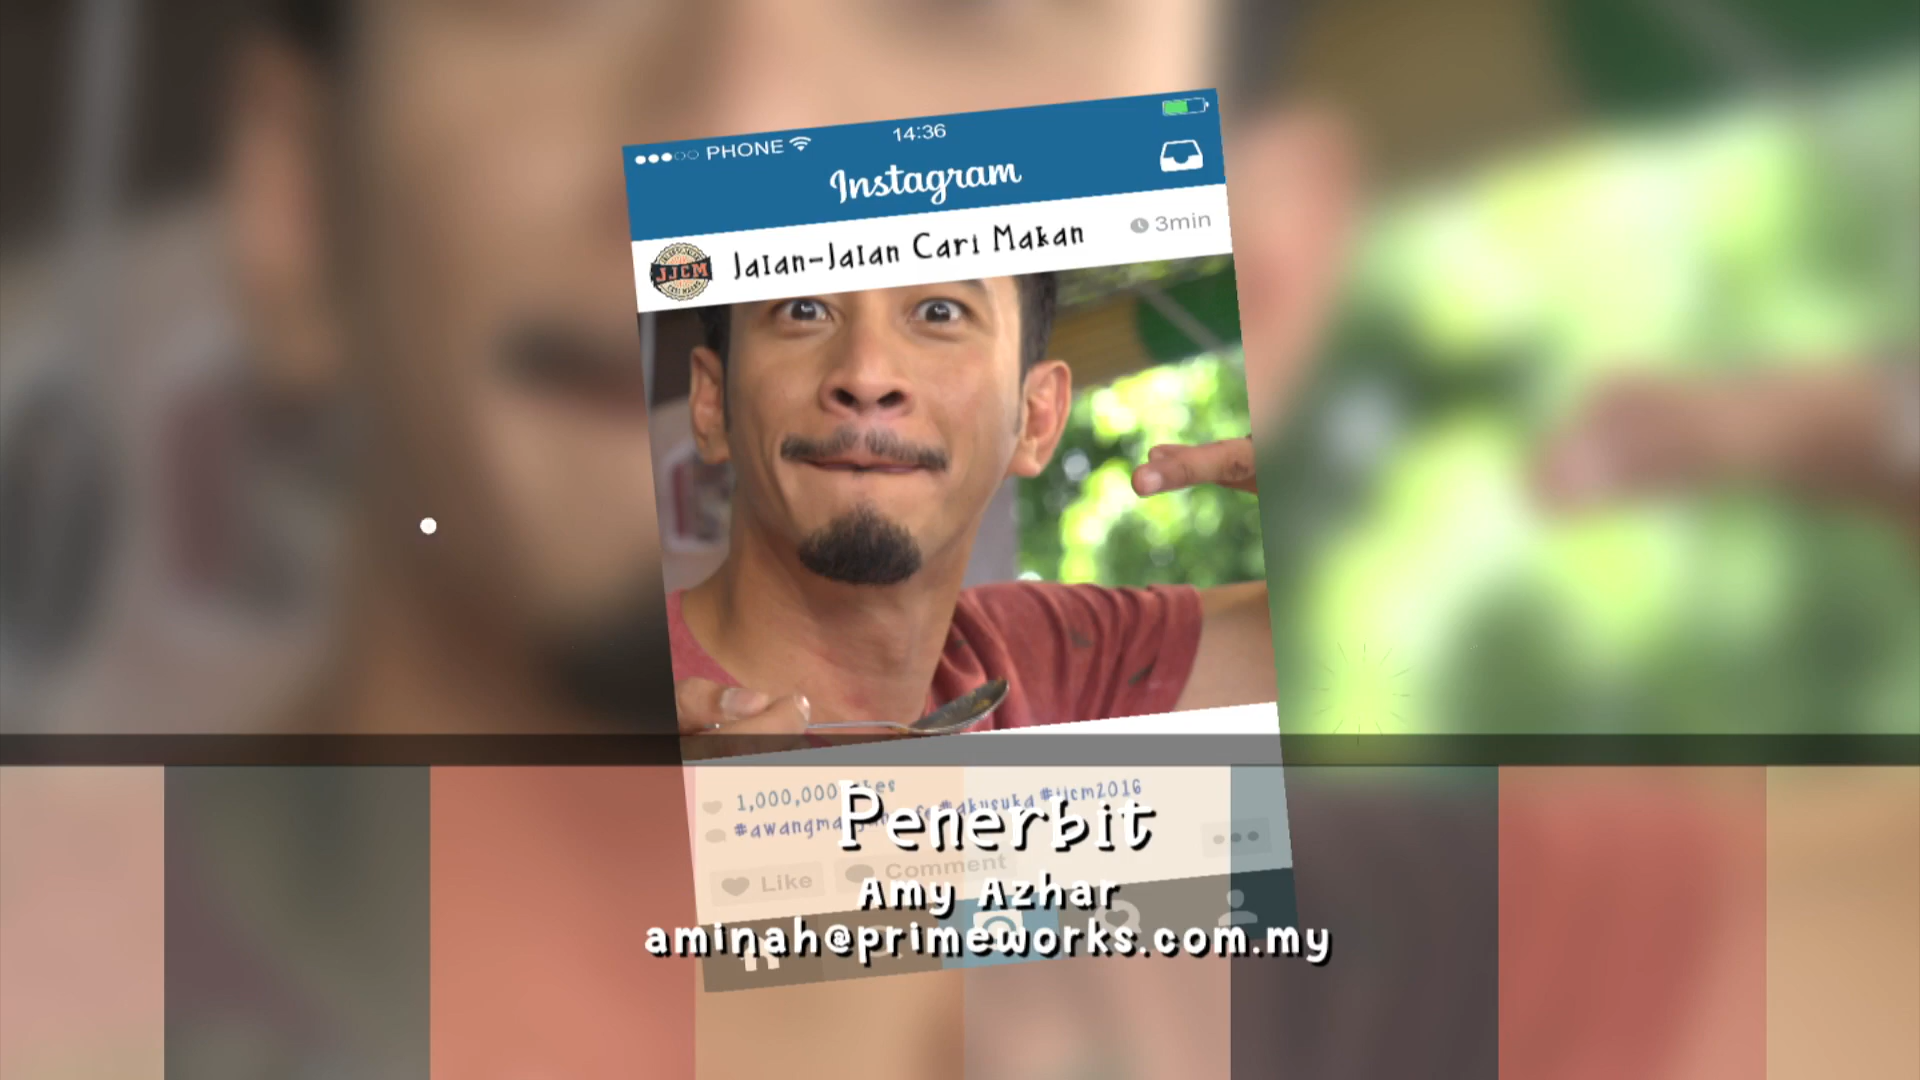 PHONE 14:36
Instagram
JJCM
Jalan-Jalan Cari Makan
3min
1,000,000
#akusuka #jjcm2016
Like
Comment
Penerbit
Amy Azhar
aminah@primeworks.com.my